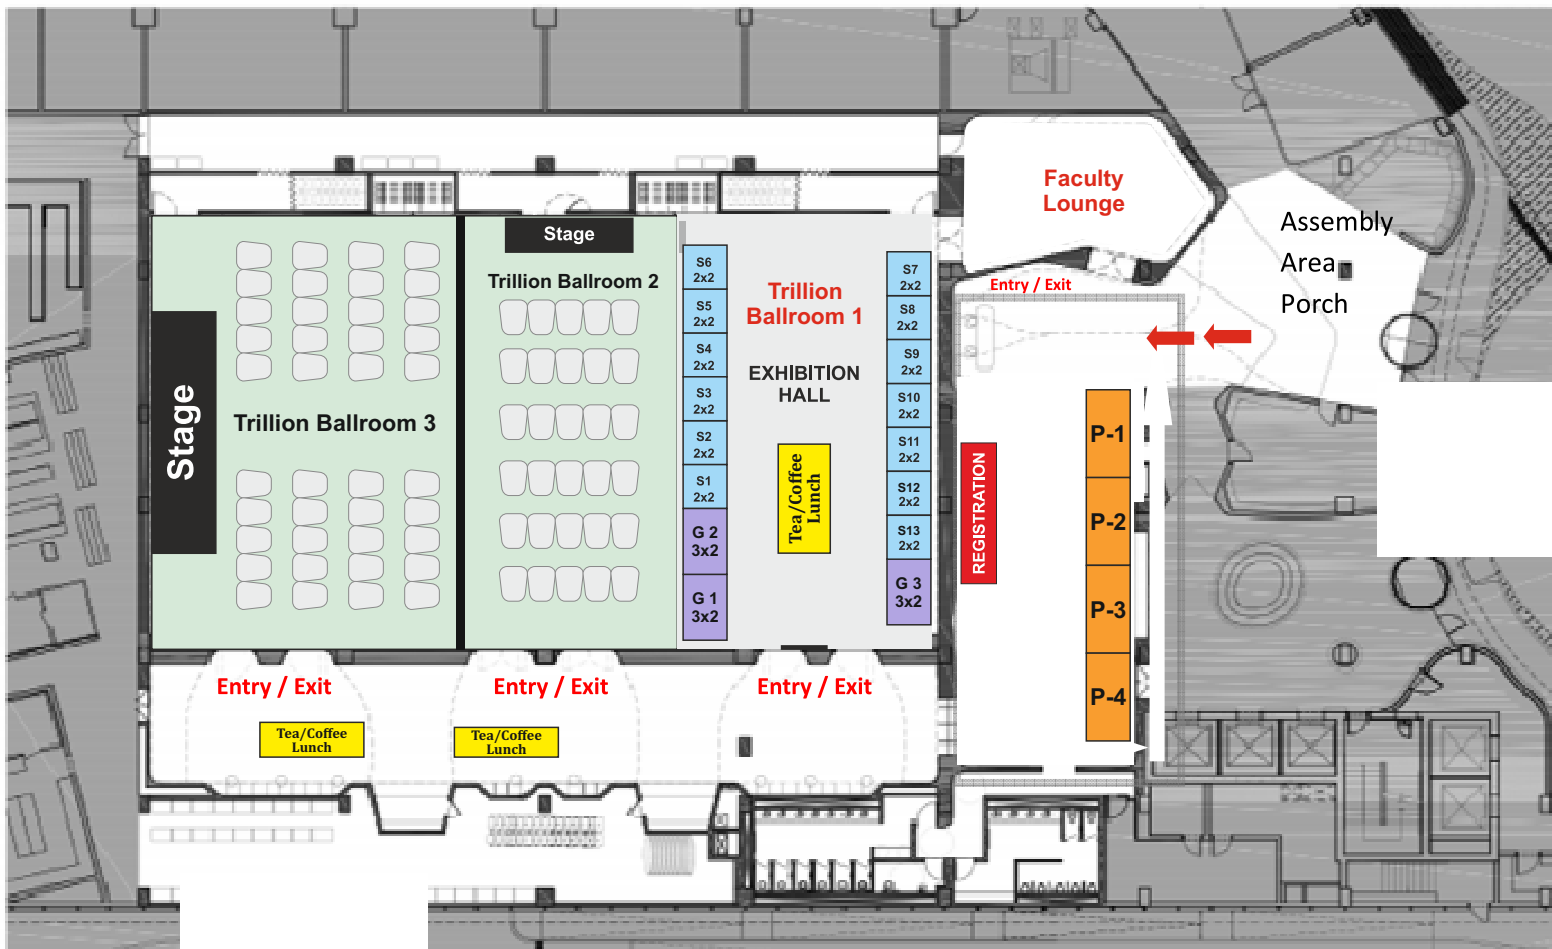 Faculty
Lounge
Assembly
Area
Porch
Entry / Exit
Stage
Trillion Ballroom 3
Stage
Trillion Ballroom 2
S6
2x2
S5
2x2
S4
2x2
S3
2x2
S2
2x2
S1
2x2
G 2
3x2
G 1
3x2
Trillion
Ballroom 1
EXHIBITION
HALL
Tea/Coffee
Lunch
S7
2x2
S8
2x2
S9
2x2
S10
2x2
S11
2x2
S12
2x2
S13
2x2
G 3
3x2
REGISTRATION
P-1
P-2
P-3
P-4
Entry / Exit
Entry / Exit
Entry / Exit
Tea/Coffee
Lunch
Tea/Coffee
Lunch